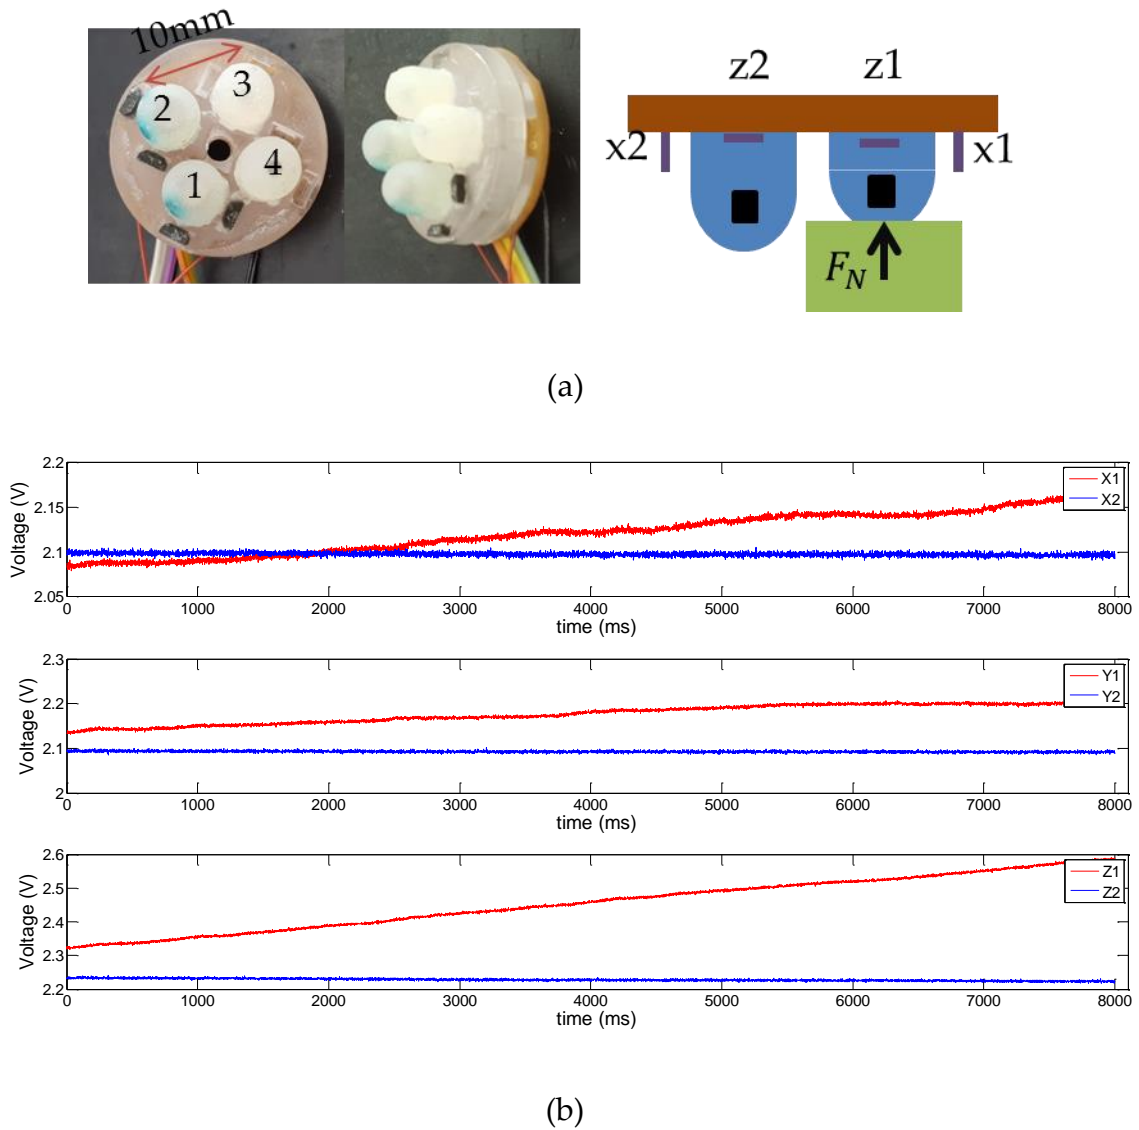 10mm
3
2
4
1
z2 z1
x2 x1
F_N
(a)
2.2
2.15
2.1
2.05
Voltage (V)
X1
X2
0 1000 2000 3000 4000 5000 6000 7000 8000
time (ms)
2.3
2.2
2.1
2
Voltage (V)
Y1
Y2
0 1000 2000 3000 4000 5000 6000 7000 8000
time (ms)
2.6
2.5
2.4
2.3
2.2
Voltage (V)
Z1
Z2
0 1000 2000 3000 4000 5000 6000 7000 8000
time (ms)
(b)